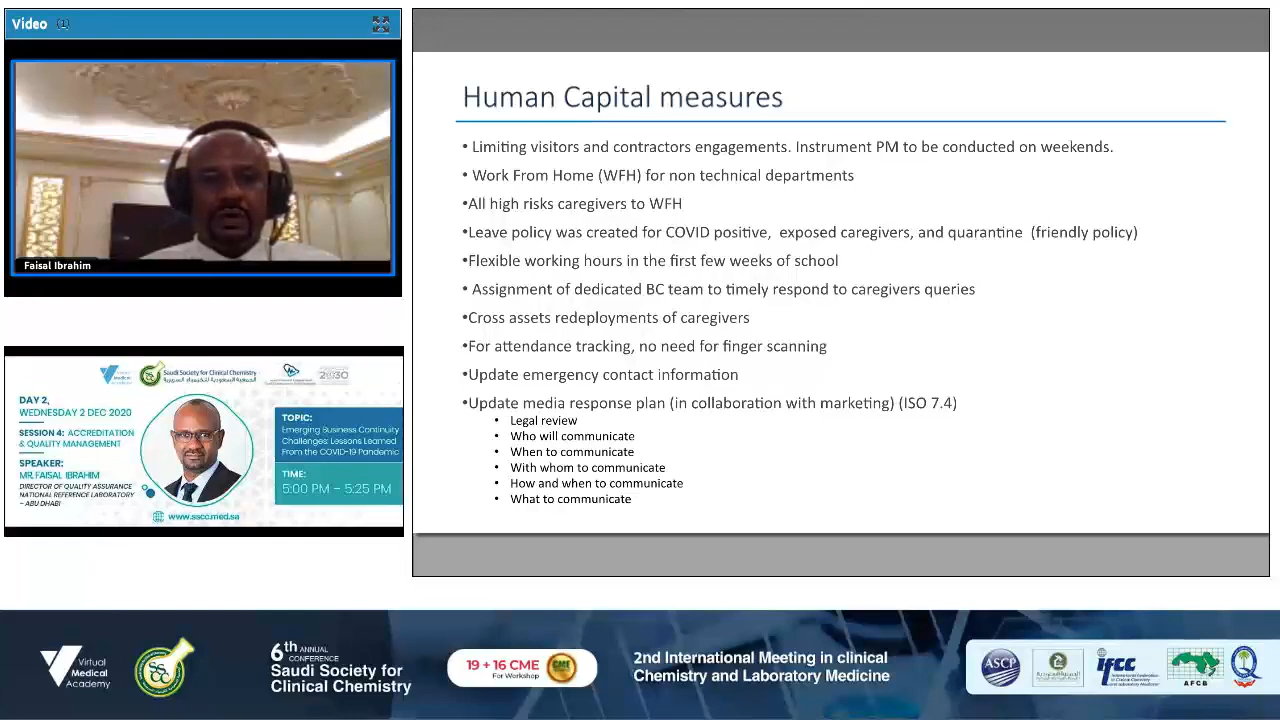 Video (1)
Faisal Ibrahim
Human Capital measures
• Limiting visitors and contractors engagements. Instrument PM to be conducted on weekends.
• Work From Home (WFH) for non technical departments
•All high risks caregivers to WFH
•Leave policy was created for COVID positive, exposed caregivers, and quarantine (friendly policy)
•Flexible working hours in the first few weeks of school
• Assignment of dedicated BC team to timely respond to caregivers queries
•Cross assets redeployments of caregivers
•For attendance tracking, no need for finger scanning
•Update emergency contact information
•Update media response plan (in collaboration with marketing) (ISO 7.4)
• Legal review
• Who will communicate
• When to communicate
• With whom to communicate
• How and when to communicate
• What to communicate
Saudi Society for Clinical Chemistry
الجمعية السعودية للكيمياء السريرية
2030
DAY 2,
WEDNESDAY 2 DEC 2020
SESSION 4: ACCREDITATION
& QUALITY MANAGEMENT
SPEAKER:
MR. FAISAL IBRAHIM
DIRECTOR OF QUALITY ASSURANCE
NATIONAL REFERENCE LABORATORY
– ABU DHABI
TOPIC:
Emerging Business Continuity
Challenges: Lessons Learned
From the COVID-19 Pandemic
TIME:
5:00 PM – 5:25 PM
www.sscc.med.sa
Virtual
Medical
Academy
SSCC
6th ANNUAL
CONFERENCE
Saudi Society for
Clinical Chemistry
19 + 16 CME
For Workshop
CME
2nd International Meeting in clinical
Chemistry and Laboratory Medicine
ASCP
ifcc
AFCB